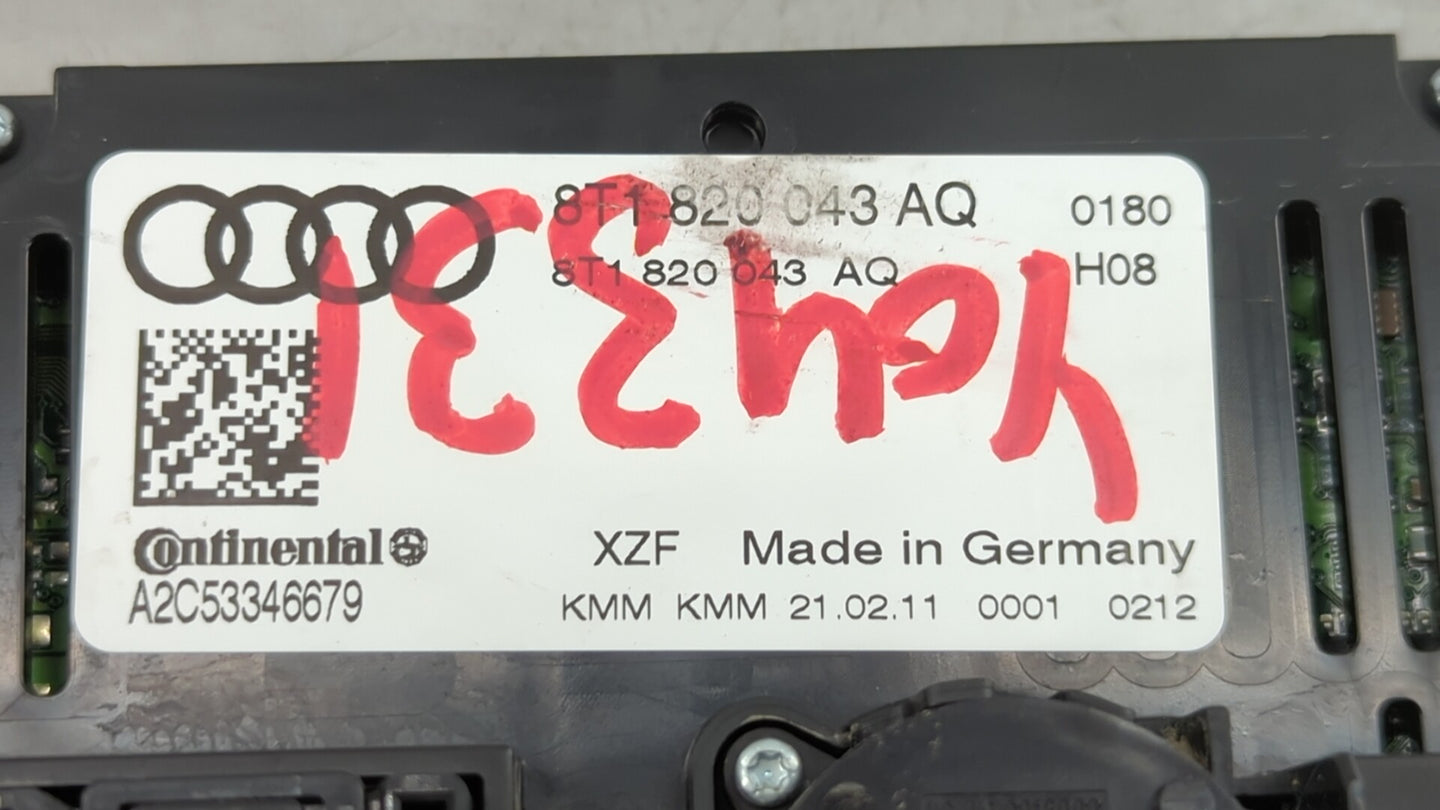 8T1 820 043 AQ 0180
8T1 820 043 AQ H08
Continental
A2C53346679
XZF Made in Germany
KMM KMM 21.02.11 0001 0212